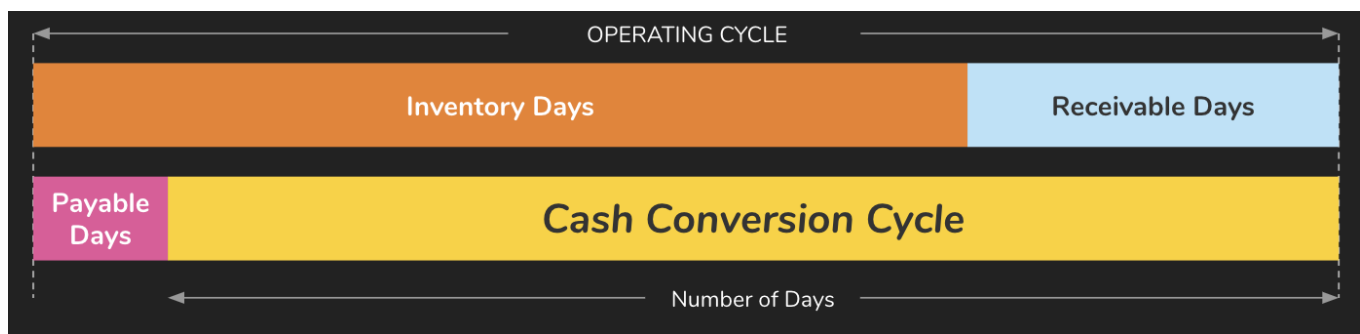 OPERATING CYCLE
Inventory Days
Receivable Days
Payable
Days
Cash Conversion Cycle
Number of Days